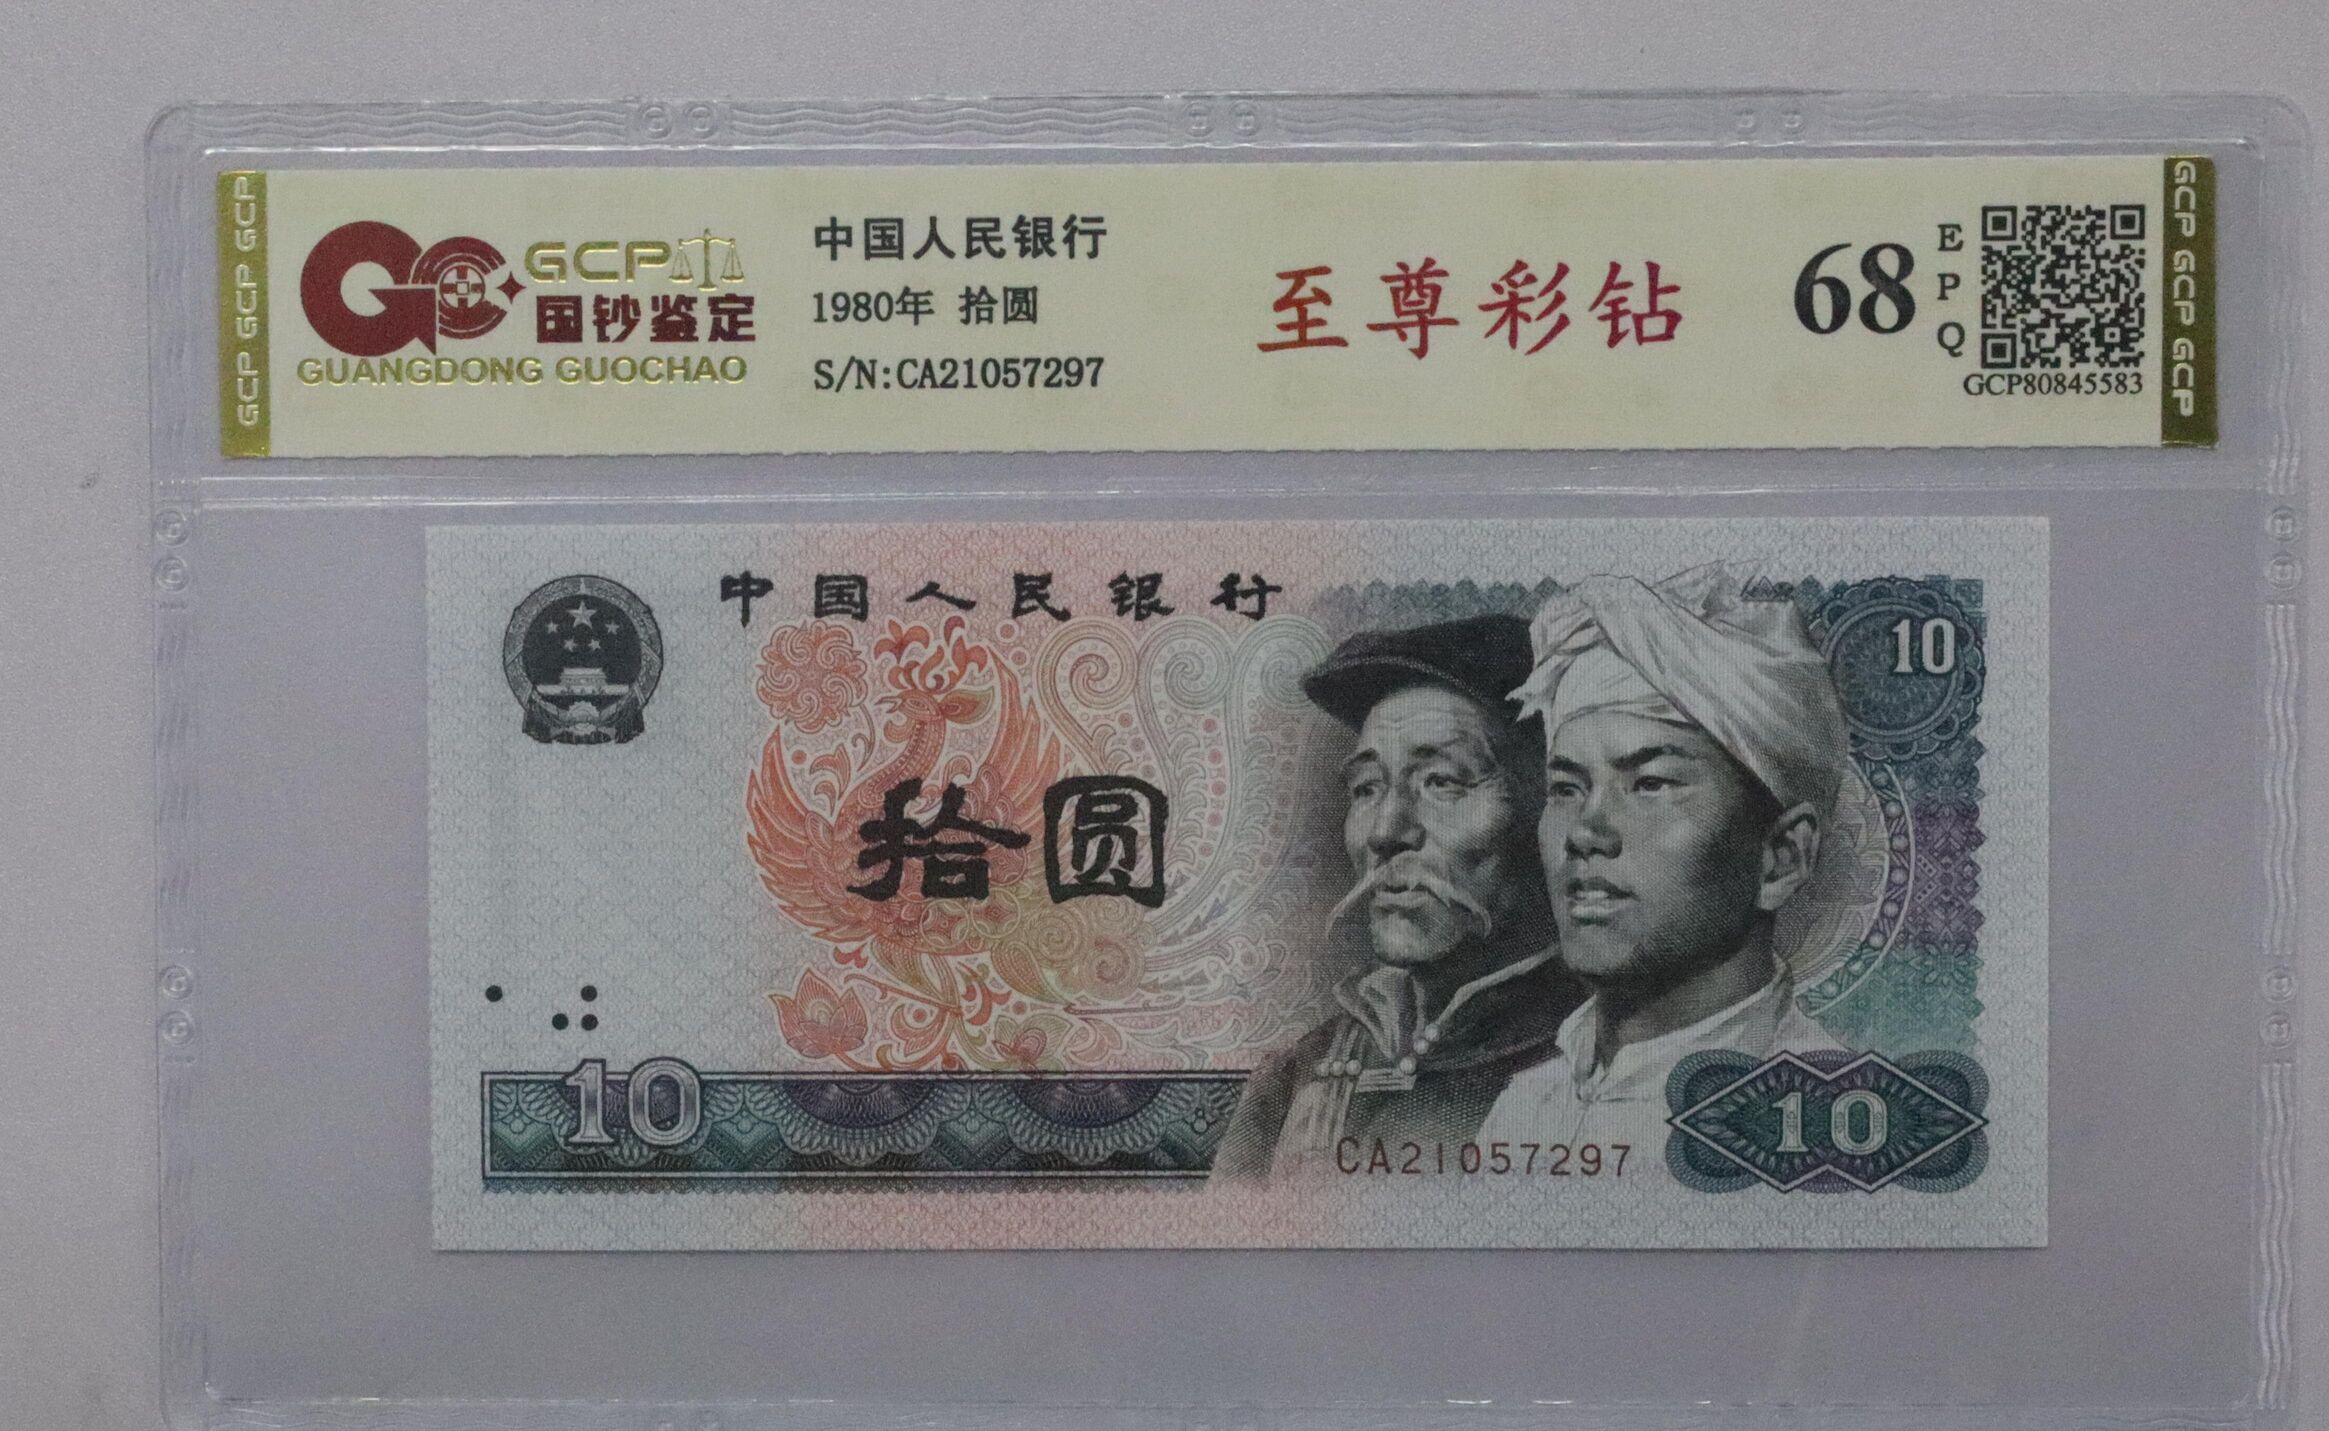 GCP GCP GCP
GCP
国钞鉴定
GUANGDONG GUOCHAO
中国人民银行
1980年 拾圆
S/N:CA21057297
至尊彩钻
68
EPQ
GCP80845583
GCP GCP GCP
中国人民银行
10
拾圆
10
CA21057297
10